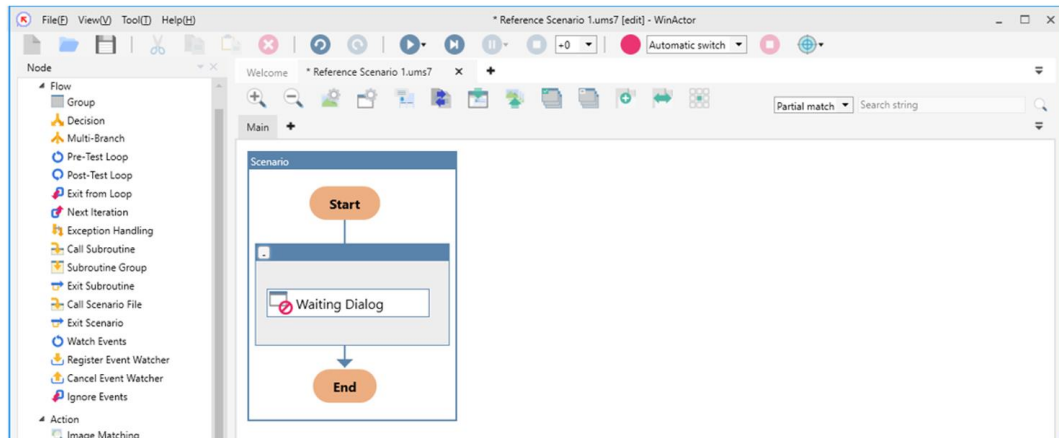 File(F) View(V) Tool(T) Help(H)
* Reference Scenario 1.ums7 [edit] - WinActor
+0
Automatic switch
Node
Welcome
* Reference Scenario 1.ums7
Flow
Group
Decision
Multi-Branch
Pre-Test Loop
Post-Test Loop
Exit from Loop
Next Iteration
Exception Handling
Call Subroutine
Subroutine Group
Exit Subroutine
Call Scenario File
Exit Scenario
Watch Events
Register Event Watcher
Cancel Event Watcher
Ignore Events
Action
Image Matching
Partial match
Search string
Main
Scenario
Start
Waiting Dialog
End